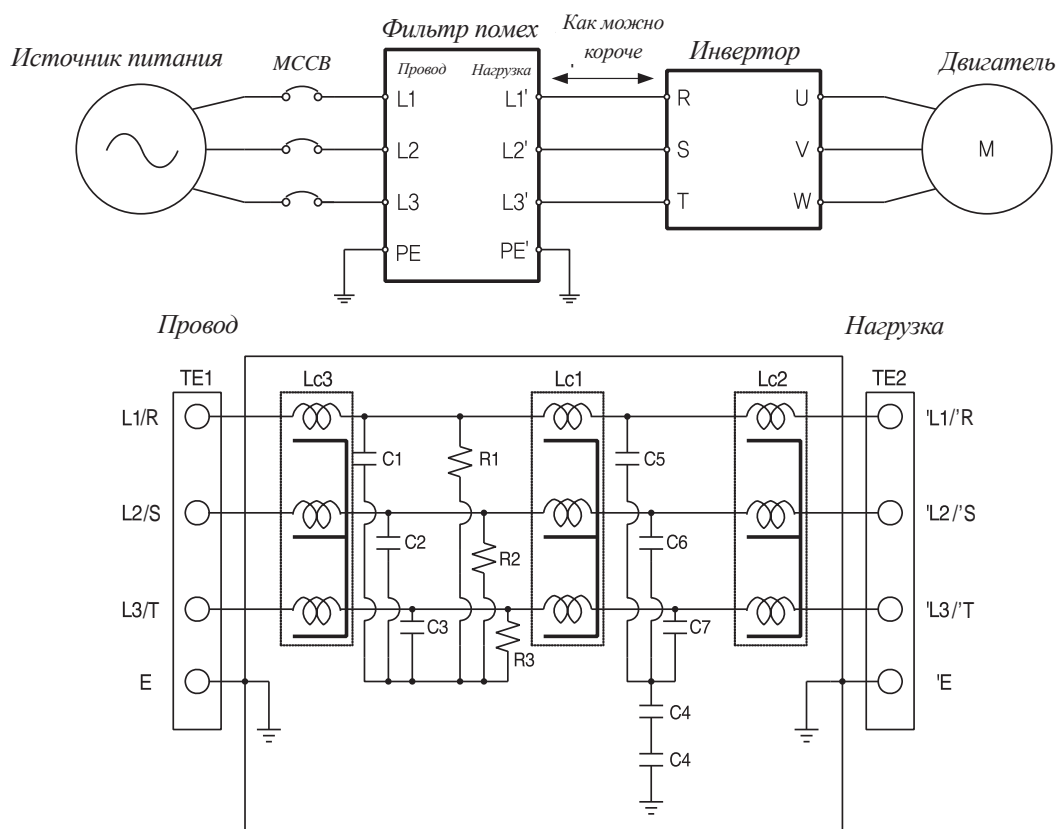 Источник питания
MCCB
Фильтр помех
Как можно
короче
Инвертор
Двигатель
Провод
Нагрузка
L1
L1'
R
U
L2
L2'
S
V
M
L3
L3'
T
W
PE
PE'
Провод
Нагрузка
TE1
Lc3
Lc1
Lc2
TE2
L1/R
'L1/'R
C1
R1
C5
L2/S
'L2/'S
C2
R2
C6
L3/T
'L3/'T
C3
R3
C7
E
'E
C4
C4